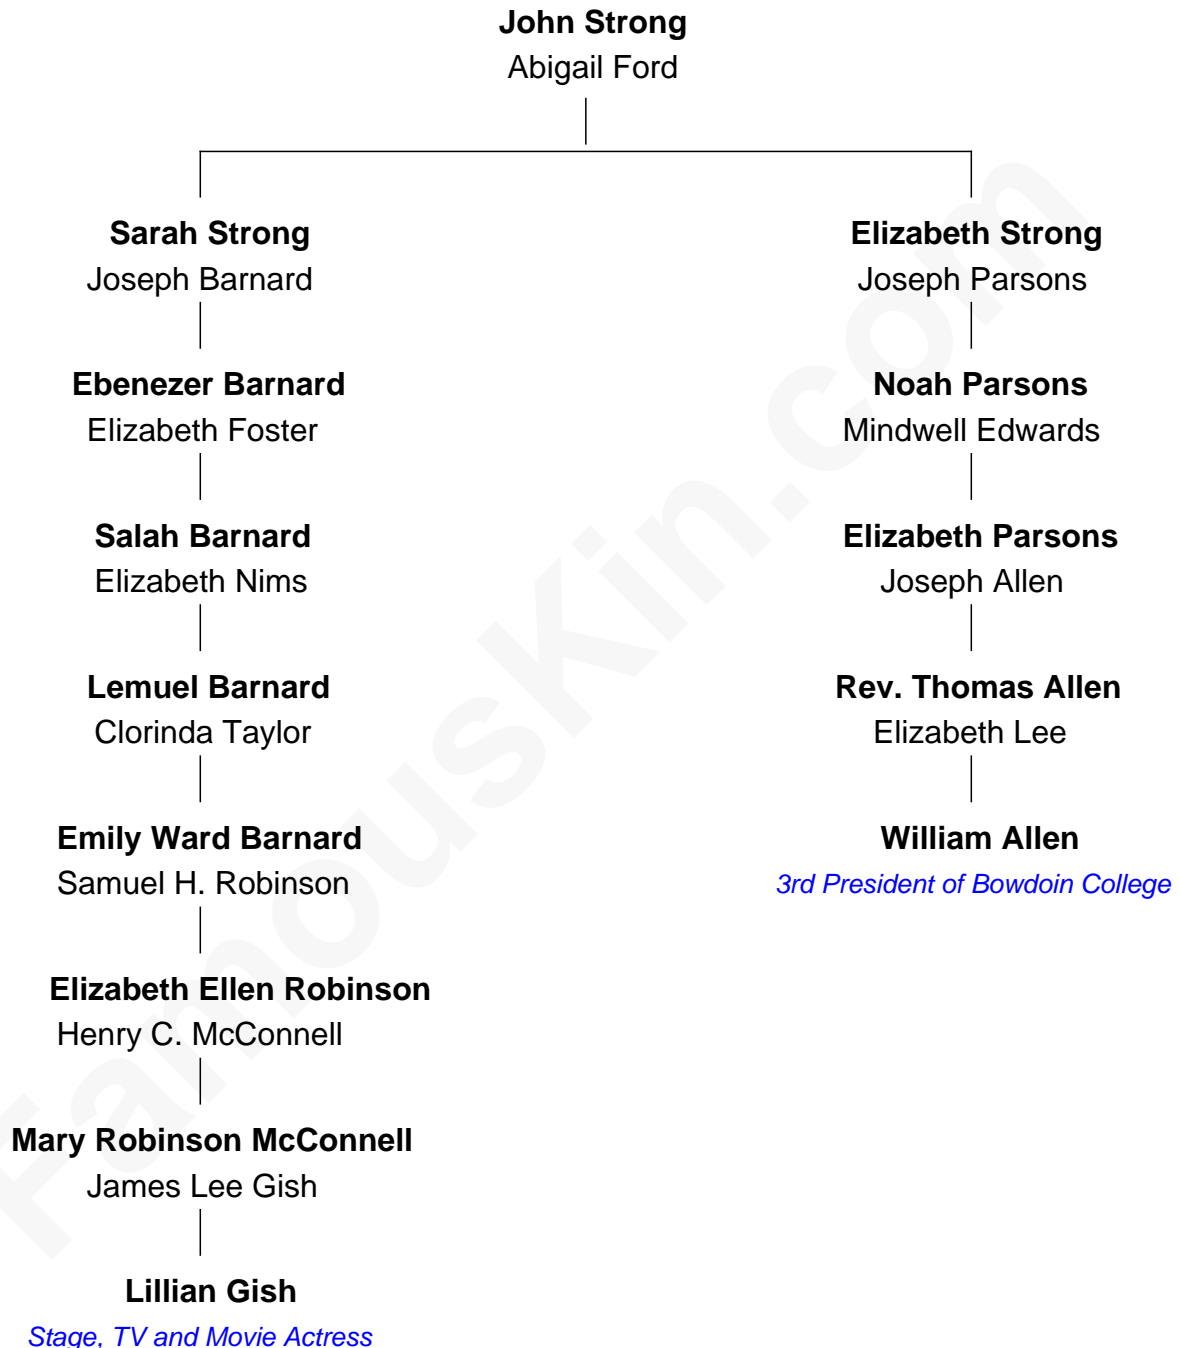 John Strong
Abigail Ford
Sarah Strong
Joseph Barnard
Elizabeth Strong
Joseph Parsons
Ebenezer Barnard
Elizabeth Foster
Noah Parsons
Mindwell Edwards
Salah Barnard
Elizabeth Nims
Elizabeth Parsons
Joseph Allen
Lemuel Barnard
Clorinda Taylor
Rev. Thomas Allen
Elizabeth Lee
Emily Ward Barnard
Samuel H. Robinson
William Allen
3rd President of Bowdoin College
Elizabeth Ellen Robinson
Henry C. McConnell
Mary Robinson McConnell
James Lee Gish
Lillian Gish
Stage, TV and Movie Actress
FamousKin.com